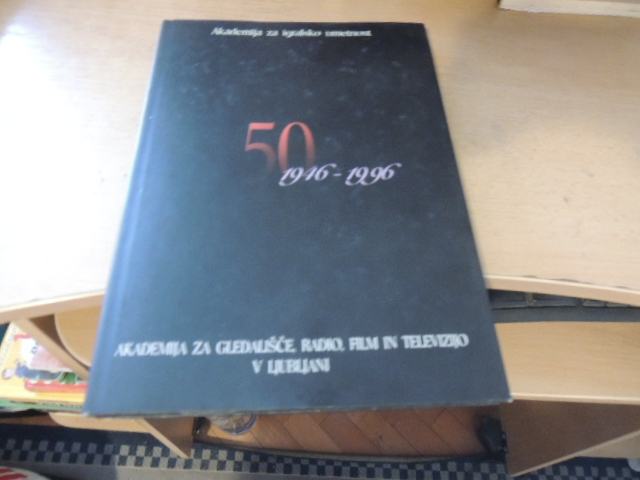 Akademija za igralsko umetnost
50
1946-1996
AKADEMIJA ZA GLEDALIŠČE, RADIO, FILM IN TELEVIZIJO
V LJUBLJANI